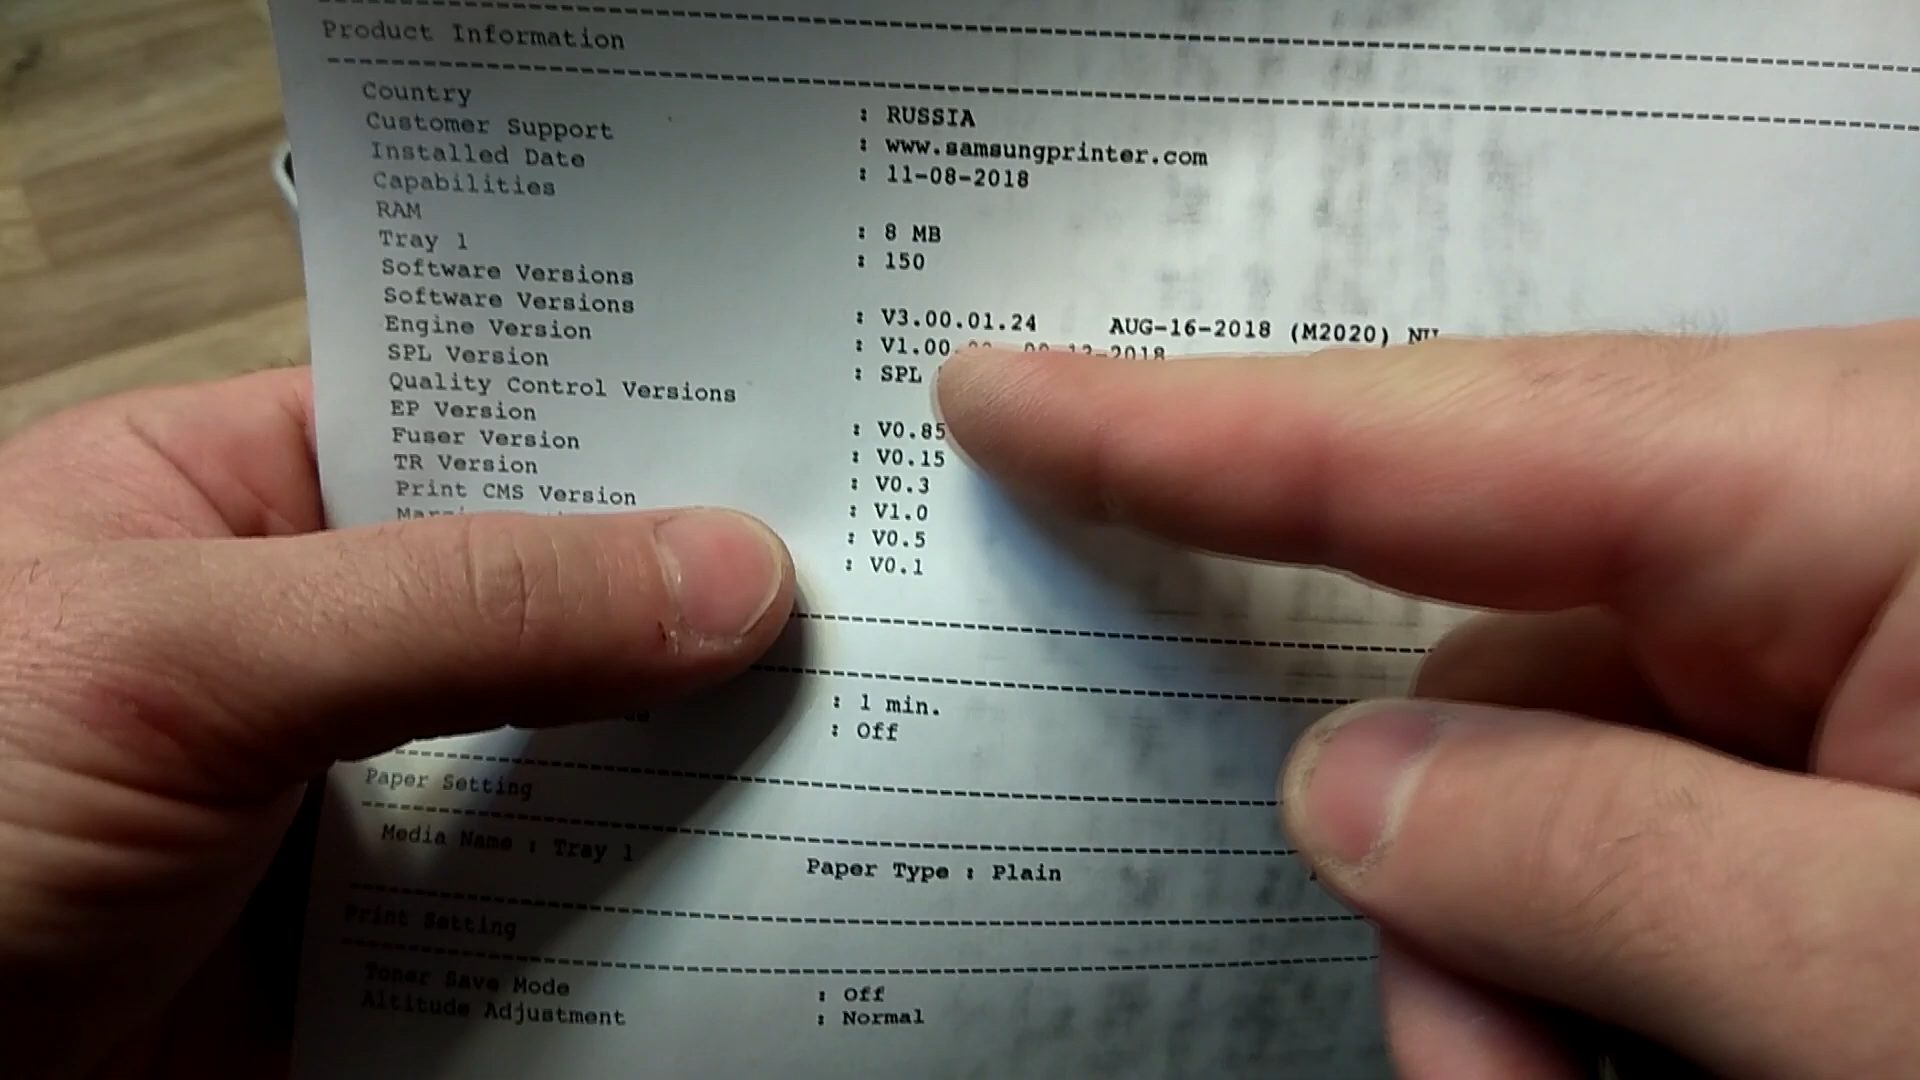 Product Information
Country : RUSSIA
Customer Support : www.samsungprinter.com
Installed Date : 11-08-2018
Capabilities
RAM : 8 MB
Tray 1 : 150
Software Versions
Software Versions : V3.00.01.24 AUG-16-2018 (M2020)
Engine Version : V1.00
SPL Version : SPL
Quality Control Versions
EP Version : V0.85
Fuser Version : V0.15
TR Version : V0.3
Print CMS Version : V1.0
: V0.5
: V0.1
: 1 min.
: Off
Paper Setting
Media Name : Tray 1 Paper Type : Plain
Print Setting
Toner Save Mode : Off
Altitude Adjustment : Normal